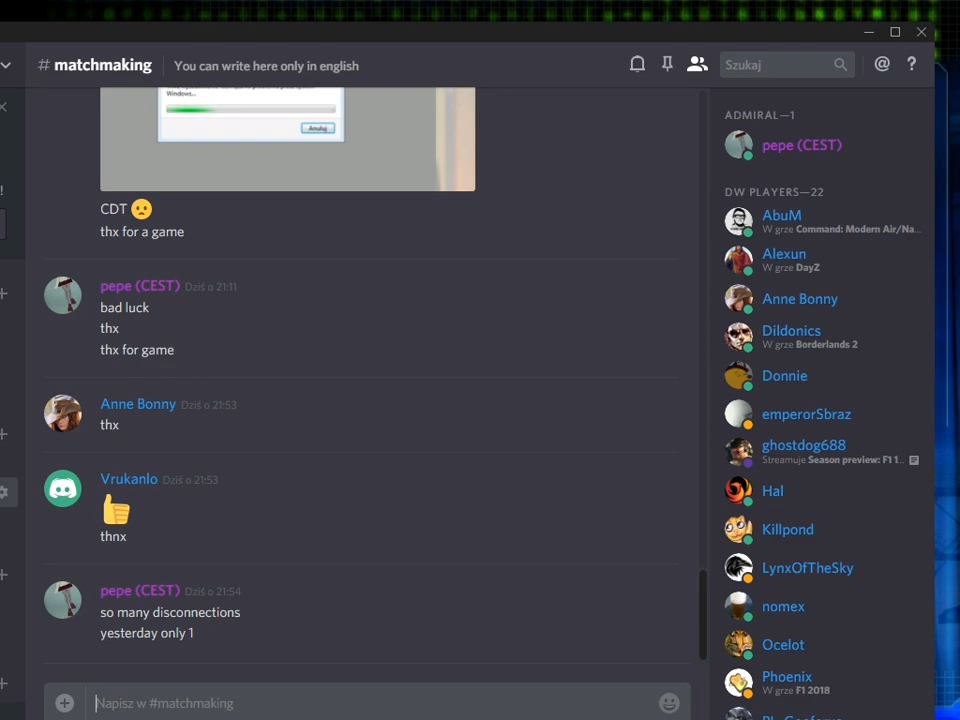 # matchmaking
You can write here only in english
Szukaj
@
?
Windows...
Anuluj
CDT
thx for a game
pepe (CEST) Dziś o 21:11
bad luck
thx
thx for game
Anne Bonny Dziś o 21:53
thx
Vrukanlo Dziś o 21:53
thnx
pepe (CEST) Dziś o 21:54
so many disconnections
yesterday only 1
Napisz w #matchmaking
ADMIRAL—1
pepe (CEST)
DW PLAYERS—22
AbuM
W grze Command: Modern Air/Na...
Alexun
W grze DayZ
Anne Bonny
Dildonics
W grze Borderlands 2
Donnie
emperorSbraz
ghostdog688
Streamuje Season preview: F1 1...
Hal
Killpond
LynxOfTheSky
nomex
Ocelot
Phoenix
W grze F1 2018